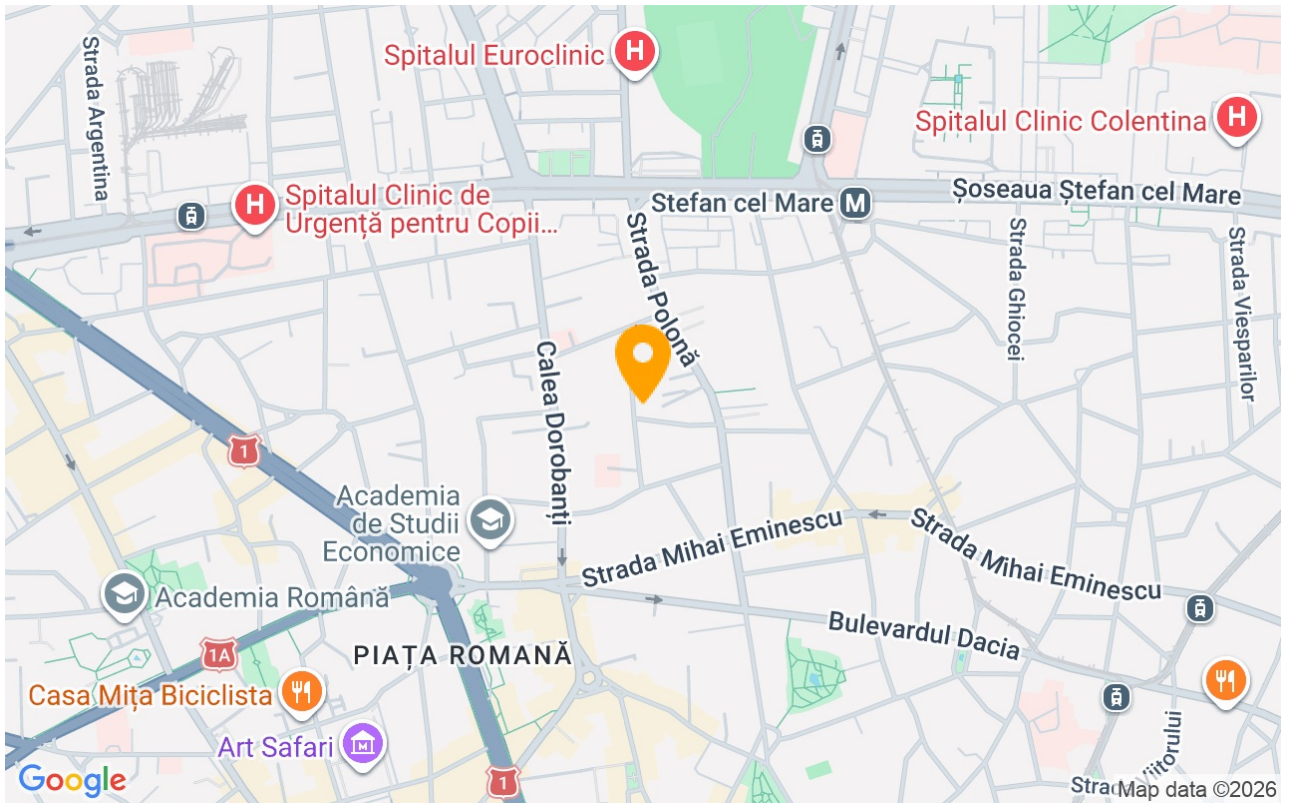 Strada Argentina
Spitalul Euroclinic
H
Spitalul Clinic Colentina
H
H
Spitalul Clinic de
Urgență pentru Copii...
Stefan cel Mare
M
Șoseaua Ștefan cel Mare
Strada Polonă
Strada Ghiocei
Strada Viesparilor
Calea Dorobanți
1
Academia
de Studii
Economice
Strada Mihai Eminescu
Strada Mihai Eminescu
Academia Română
Bulevardul Dacia
1A
PIAȚA ROMANĂ
Casa Mița Biciclista
Art Safari
1
Strada Viitorului
Google
Map data ©2026